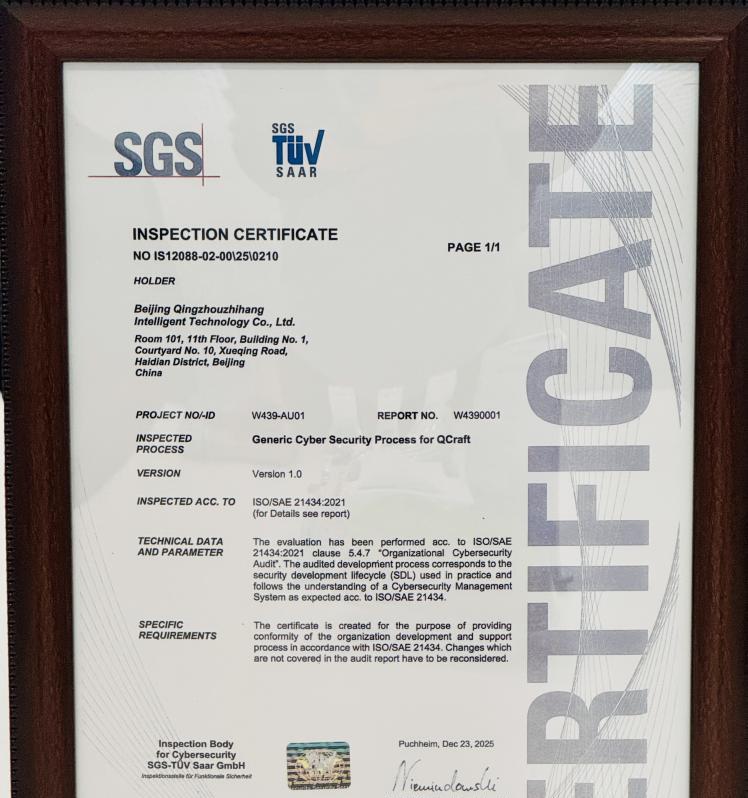 SGS
SGS
TÜV
SAAR
INSPECTION CERTIFICATE
NO IS12088-02-00\25\0210
PAGE 1/1
HOLDER
Beijing Qingzhouzhihang
Intelligent Technology Co., Ltd.
Room 101, 11th Floor, Building No. 1,
Courtyard No. 10, Xueqing Road,
Haidian District, Beijing
China
PROJECT NO/-ID W439-AU01 REPORT NO. W4390001
INSPECTED
PROCESS
Generic Cyber Security Process for QCraft
VERSION Version 1.0
INSPECTED ACC. TO ISO/SAE 21434:2021
(for Details see report)
TECHNICAL DATA
AND PARAMETER
The evaluation has been performed acc. to ISO/SAE
21434:2021 clause 5.4.7 "Organizational Cybersecurity
Audit". The audited development process corresponds to the
security development lifecycle (SDL) used in practice and
follows the understanding of a Cybersecurity Management
System as expected acc. to ISO/SAE 21434.
SPECIFIC
REQUIREMENTS
The certificate is created for the purpose of providing
conformity of the organization development and support
process in accordance with ISO/SAE 21434. Changes which
are not covered in the audit report have to be reconsidered.
Inspection Body
for Cybersecurity
SGS-TÜV Saar GmbH
Inspektionsstelle für Funktionale Sicherheit
Puchheim, Dec 23, 2025
ERTIFICATE